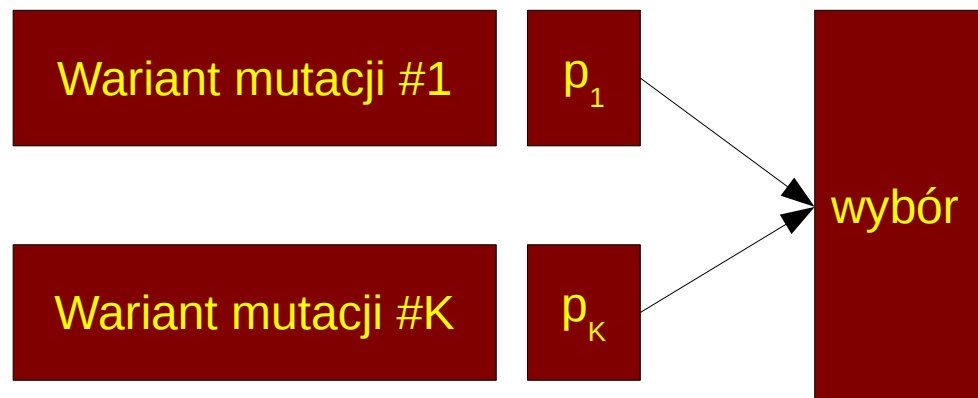 Wariant mutacji #1
p1
wybór
Wariant mutacji #K
pK